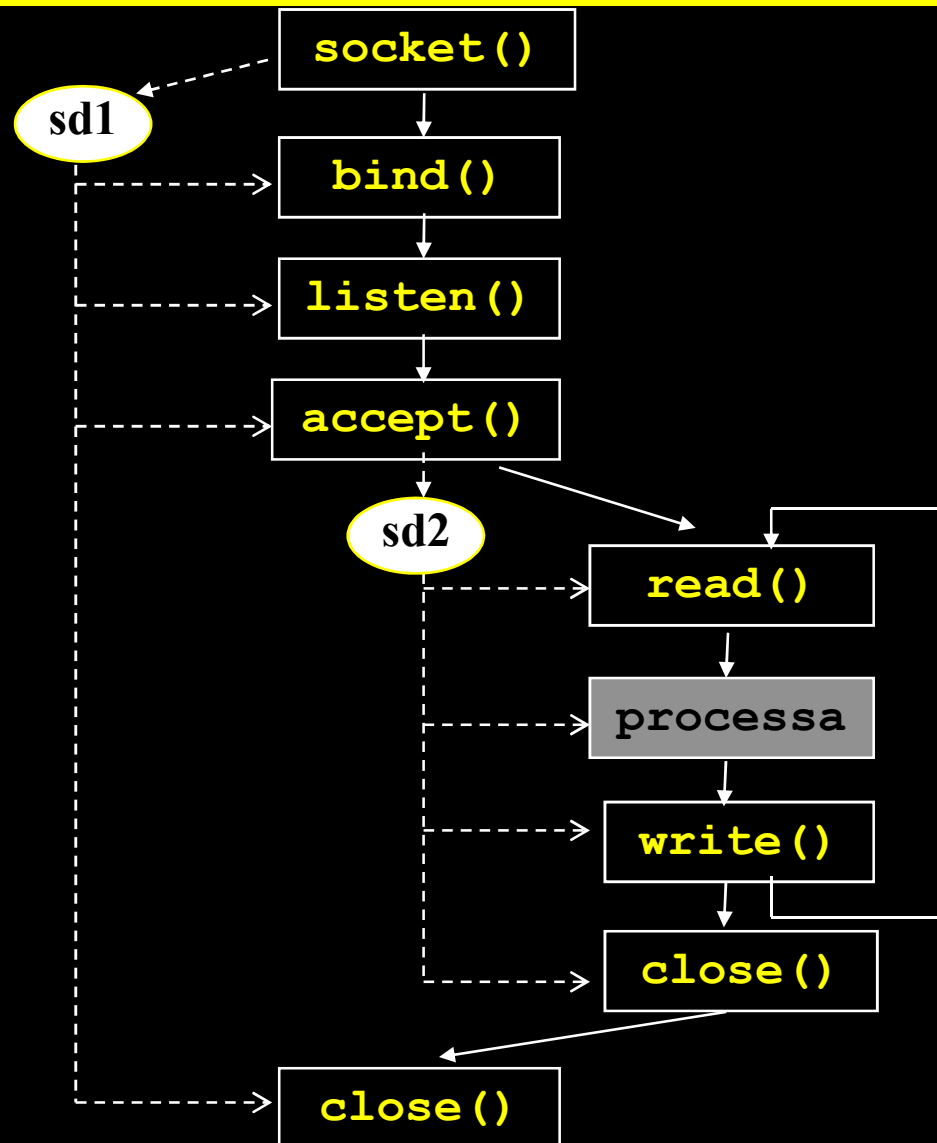 socket()
sd1
bind()
listen()
accept()
sd2
read()
processa
write()
close()
close()